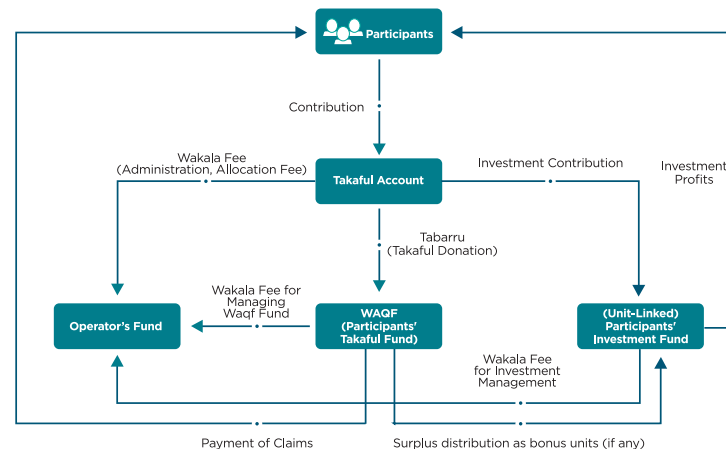 Participants
Contribution
Wakala Fee
(Administration, Allocation Fee)
Takaful Account
Investment Contribution
Investment
Profits
Tabarru
(Takaful Donation)
Operator's Fund
Wakala Fee for
Managing
Waqf Fund
WAQF
(Participants'
Takaful Fund)
(Unit-Linked)
Participants'
Investment Fund
Wakala Fee
for Investment
Management
Payment of Claims
Surplus distribution as bonus units (if any)